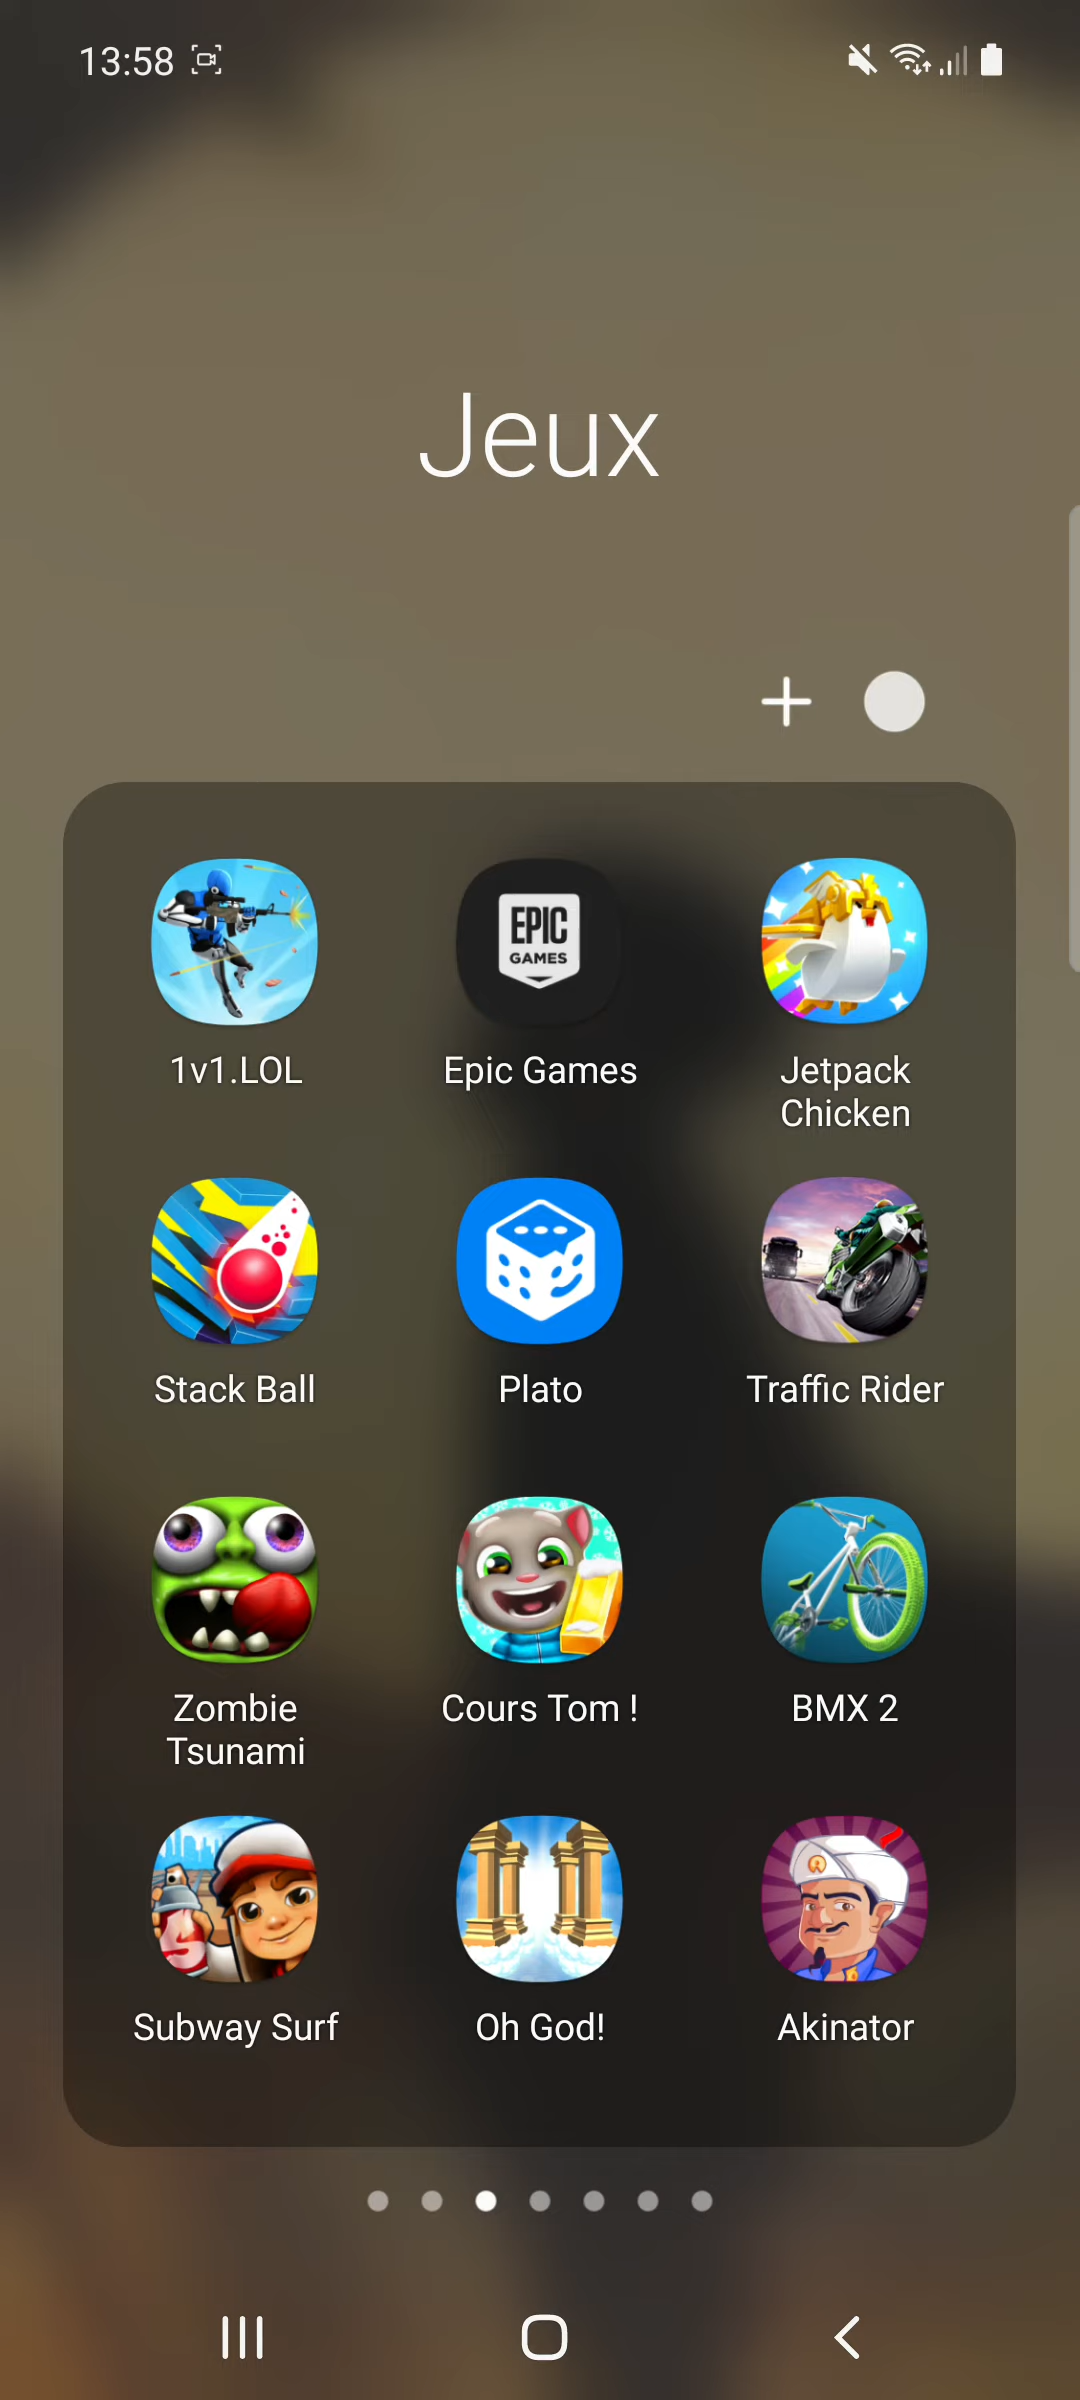 13:58
Jeux
EPIC
GAMES
1v1.LOL
Epic Games
Jetpack
Chicken
Stack Ball
Plato
Traffic Rider
Zombie
Tsunami
Cours Tom !
BMX 2
Subway Surf
Oh God!
Akinator